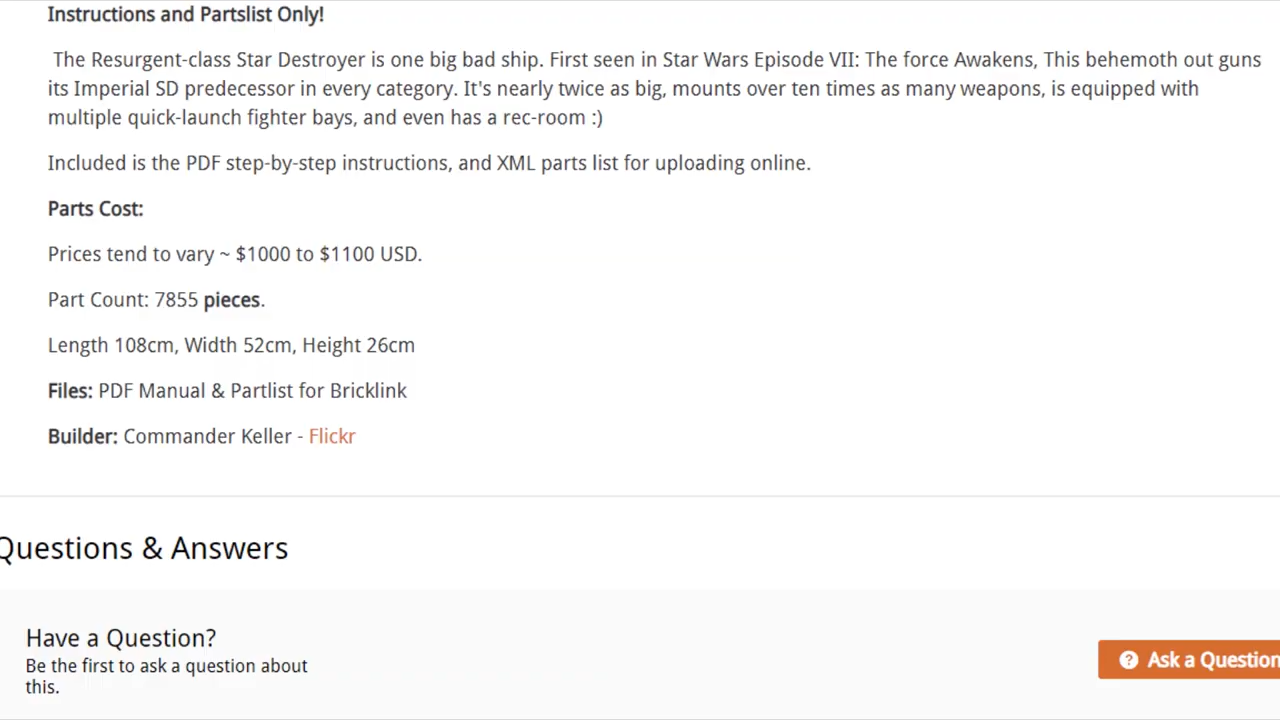 Instructions and Partslist Only!
The Resurgent-class Star Destroyer is one big bad ship. First seen in Star Wars Episode VII: The force Awakens, This behemoth out guns
its Imperial SD predecessor in every category. It's nearly twice as big, mounts over ten times as many weapons, is equipped with
multiple quick-launch fighter bays, and even has a rec-room :)
Included is the PDF step-by-step instructions, and XML parts list for uploading online.
Parts Cost:
Prices tend to vary ~ $1000 to $1100 USD.
Part Count: 7855 pieces.
Length 108cm, Width 52cm, Height 26cm
Files: PDF Manual & Partlist for Bricklink
Builder: Commander Keller - Flickr
Questions & Answers
Have a Question?
Be the first to ask a question about
this.
Ask a Question